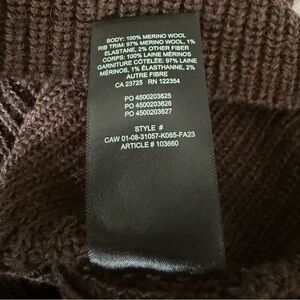 BODY: 100% MERINO WOOL
RIB TRIM: 97% MERINO WOOL, 1%
ELASTANE, 2% OTHER FIBER
CORPS: 100% LAINE MÉRINOS
GARNITURE CÔTELÉE: 97% LAINE
MÉRINOS, 1% ÉLASTHANNE, 2%
AUTRE FIBRE
CA 23725 RN 122354
PO 4500203625
PO 4500203626
PO 4500203627
STYLE #
CAW 01-08-31057-K065-FA23
ARTICLE # 103660